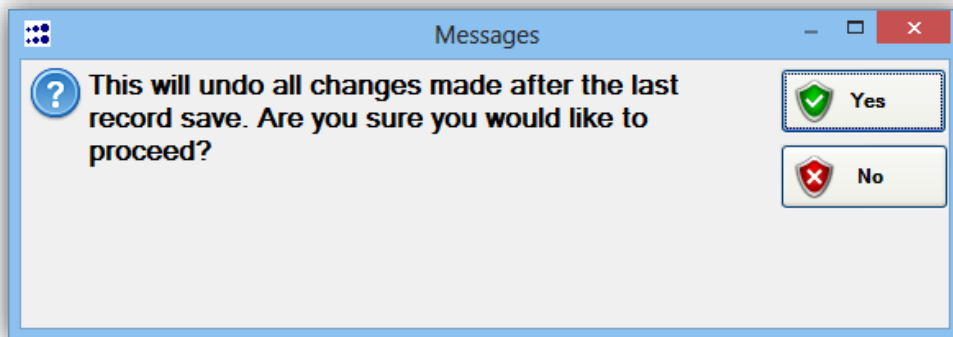 Messages
This will undo all changes made after the last
record save. Are you sure you would like to
proceed?
Yes
No